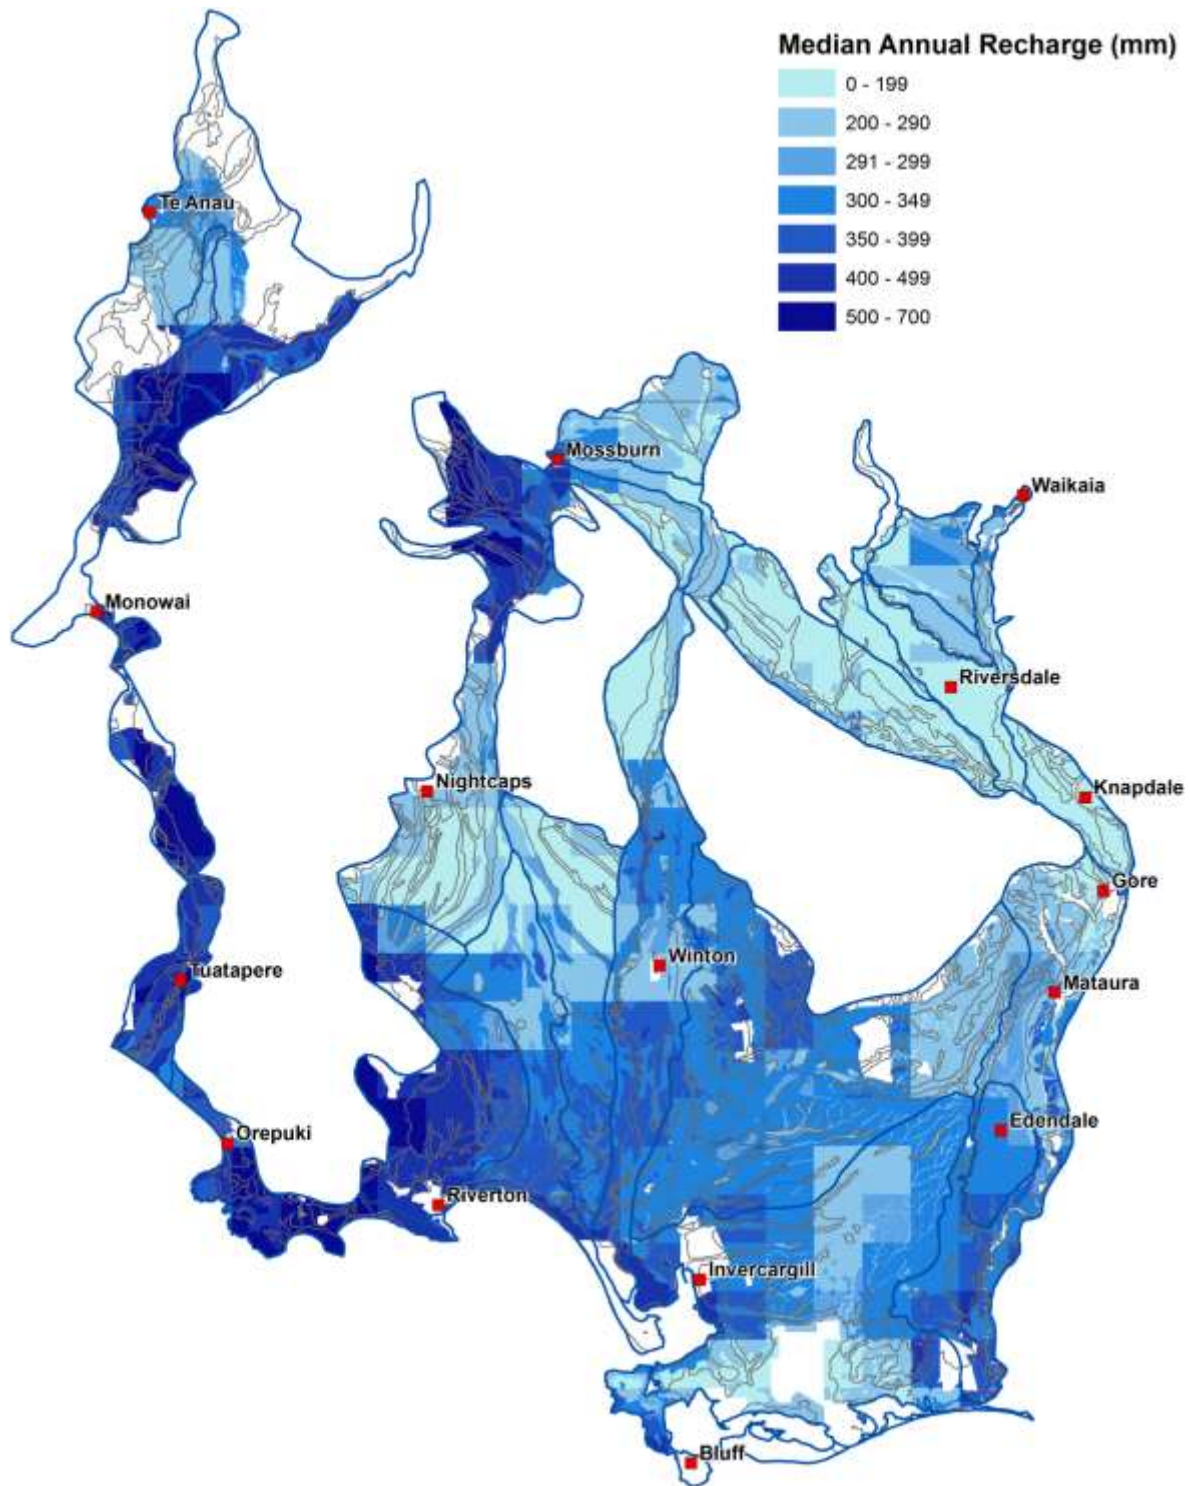 Median Annual Recharge (mm)
0 - 199
200 - 290
291 - 299
300 - 349
350 - 399
400 - 499
500 - 700
Te Anau
Mossburn
Waikaia
Monowai
Riversdale
Nightcaps
Knapdale
Gore
Winton
Tuatapere
Mataura
Edendale
Orepuki
Riverton
Invercargill
Bluff